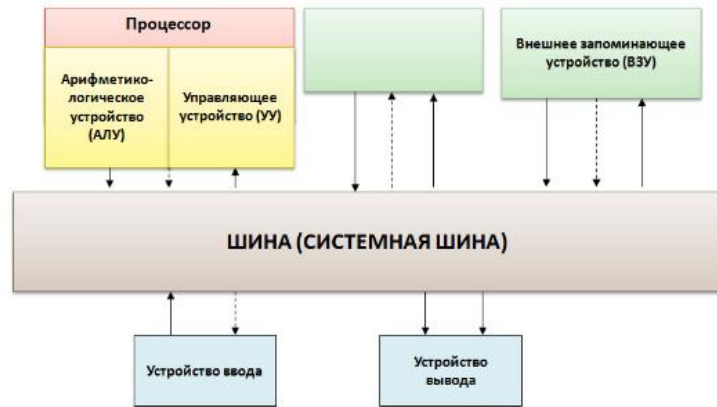 Процессор
Арифметико-
логическое
устройство
(АЛУ)
Управляющее
устройство (УУ)
Внешнее запоминающее
устройство (ВЗУ)
ШИНА (СИСТЕМНАЯ ШИНА)
Устройство ввода
Устройство
вывода